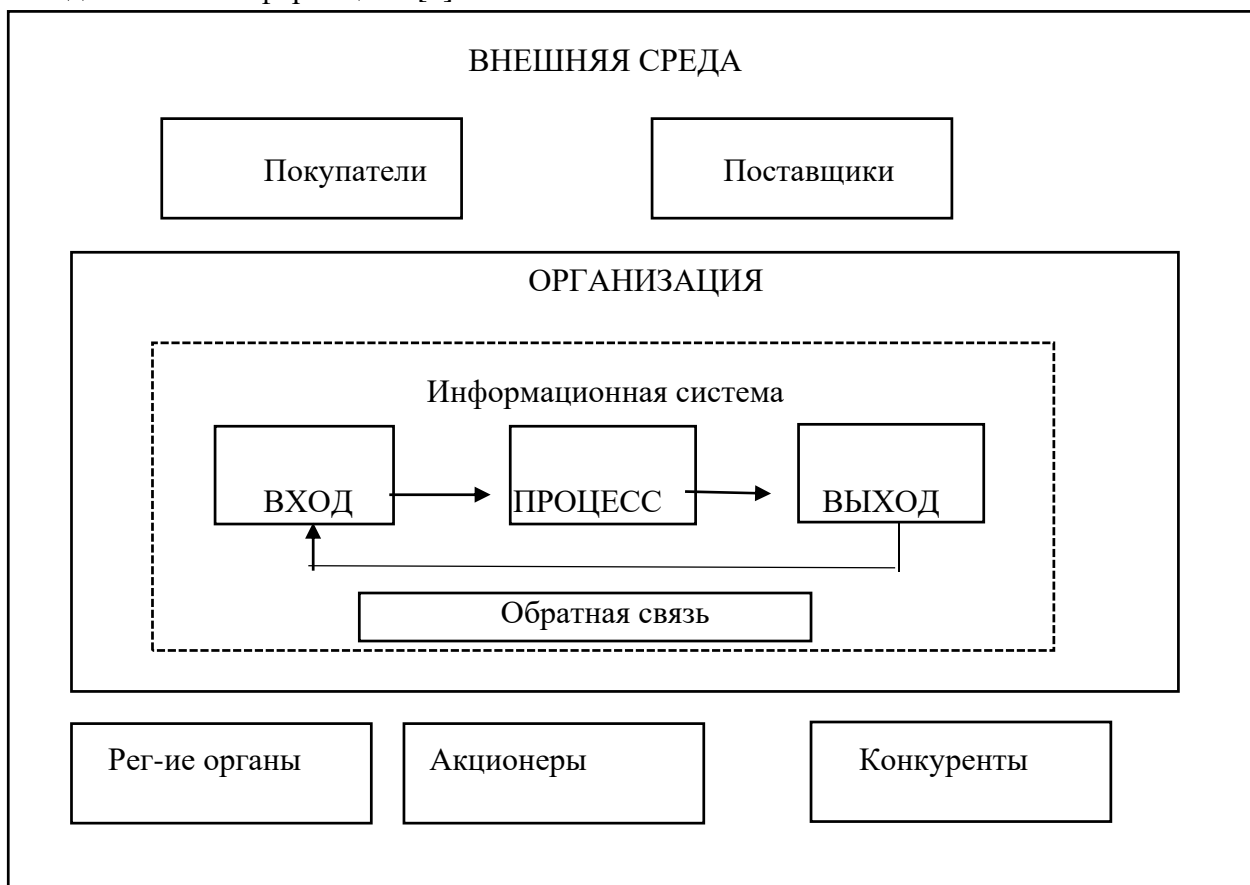 ВНЕШНЯЯ СРЕДА
Покупатели
Поставщики
ОРГАНИЗАЦИЯ
Информационная система
ВХОД
ПРОЦЕСС
ВЫХОД
Обратная связь
Рег-ие органы
Акционеры
Конкуренты